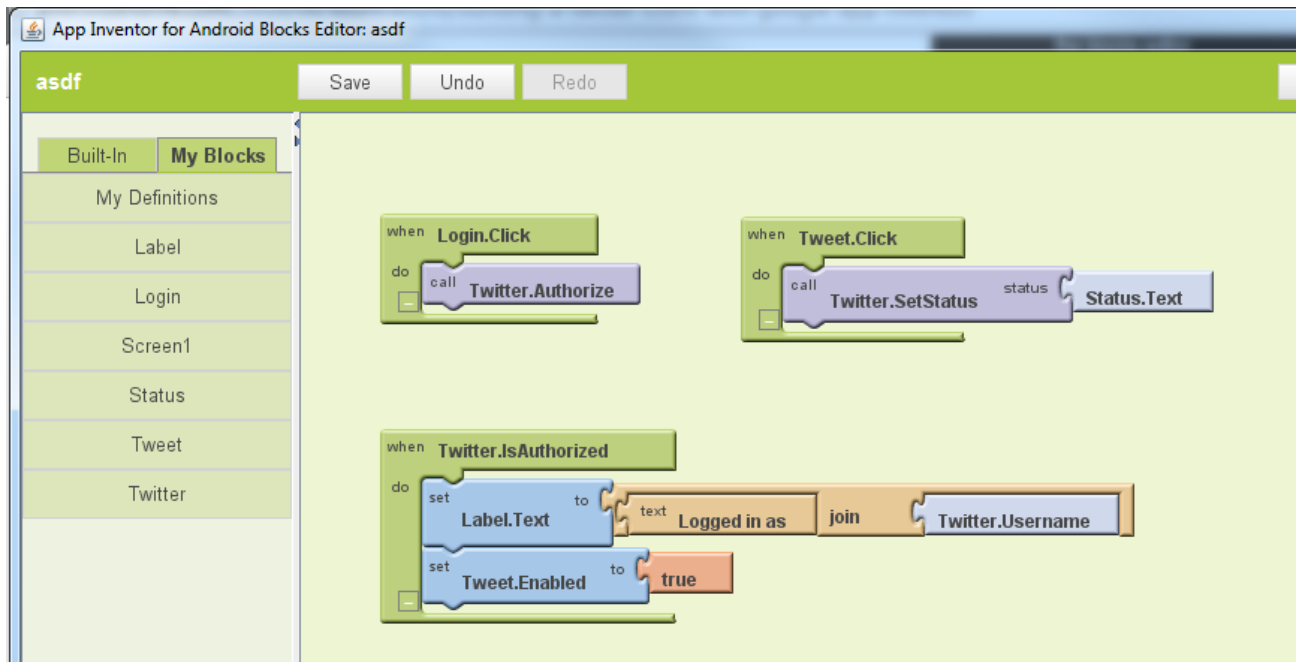 App Inventor for Android Blocks Editor: asdf
asdf
Save
Undo
Redo
Built-In
My Blocks
My Definitions
Label
Login
Screen1
Status
Tweet
Twitter
when Login.Click
do
call Twitter.Authorize
when Tweet.Click
do
call Twitter.SetStatus status Status.Text
when Twitter.IsAuthorized
do
set Label.Text to text Logged in as join Twitter.Username
set Tweet.Enabled to true